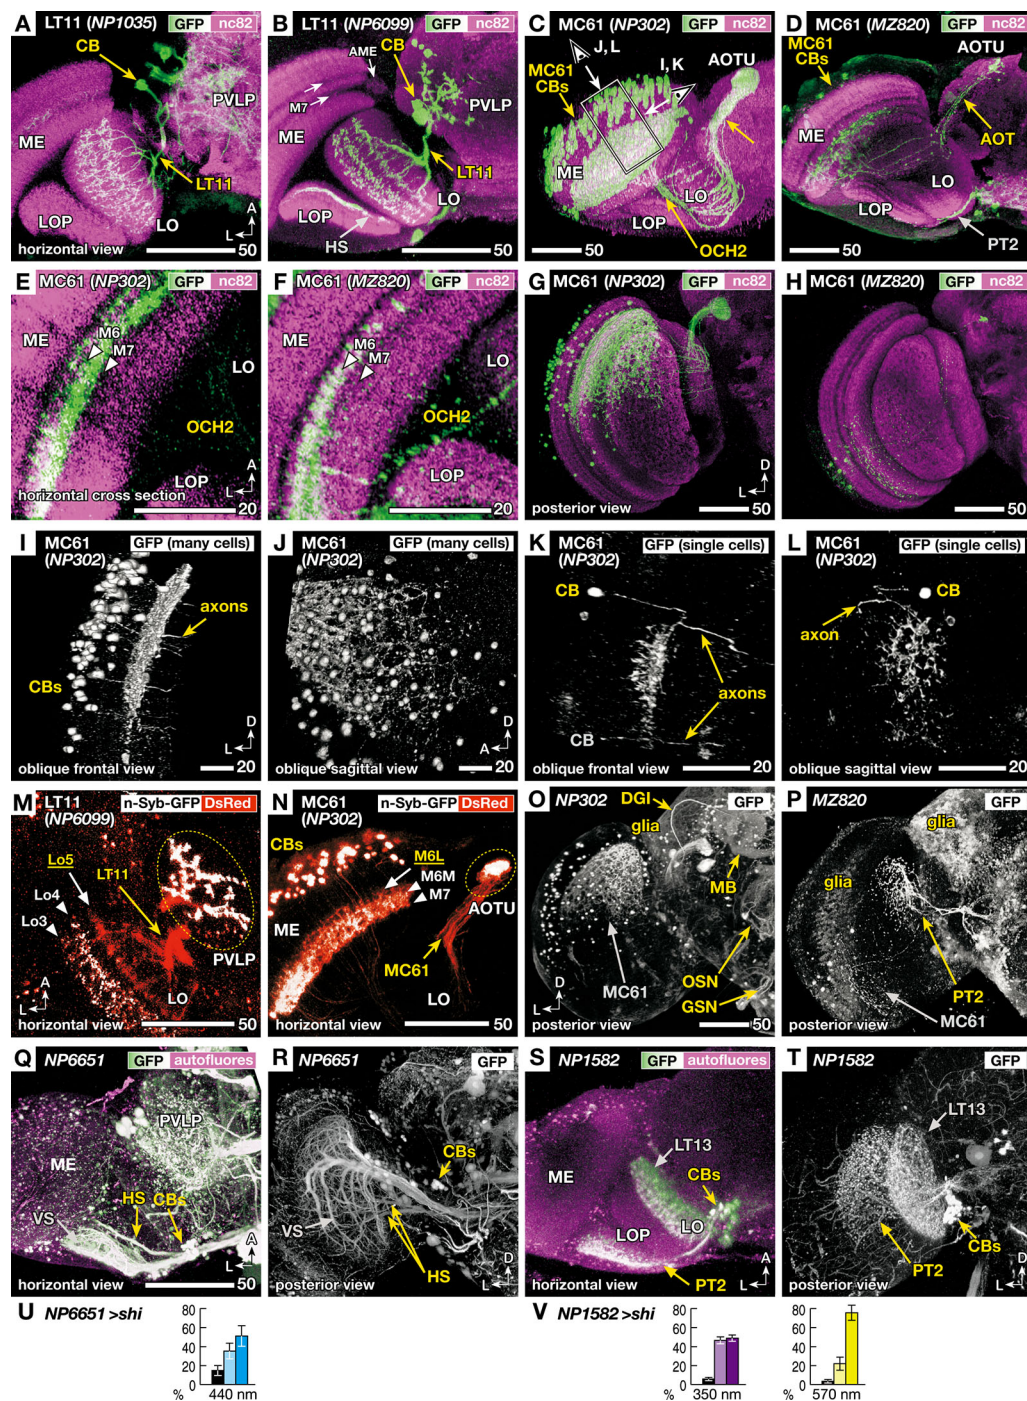 A LT11 (NP1035) GFP nc82
CB
PVLP
ME
LT11
LOP LO
A
L
horizontal view 50
B LT11 (NP6099) GFP nc82
AME CB
M7
PVLP
ME
LT11
LO
LOP
HS 50
C MC61 (NP302) GFP nc82
J, L
AOTU
MC61
CBs
I, K
ME
LO
LOP
OCH2
50
D MC61 (MZ820) GFP nc82
MC61
CBs
AOTU
ME
AOT
LO
LOP
PT2
50
E MC61 (NP302) GFP nc82
ME
M6
M7
LO
OCH2
LOP
A
L
horizontal cross section 20
F MC61 (MZ820) GFP nc82
ME
M6
M7
LO
OCH2
LOP
20
G MC61 (NP302) GFP nc82
D
L
posterior view 50
H MC61 (MZ820) GFP nc82
50
I MC61
(NP302)
GFP (many cells)
axons
CBs
D
L
oblique frontal view 20
J MC61
(NP302)
GFP (many cells)
D
A
oblique sagittal view 20
K MC61
(NP302)
GFP (single cells)
CB
axons
CB
oblique frontal view 20
L MC61
(NP302)
GFP (single cells)
CB
axon
oblique sagittal view 20
M LT11
(NP6099)
n-Syb-GFP DsRed
Lo5
LT11
Lo4
Lo3
PVLP
A
L
LO
horizontal view 50
N MC61
(NP302)
n-Syb-GFP DsRed
CBs
M6L
M6M
M7
AOTU
ME
MC61
LO
horizontal view 50
O NP302 GFP
DGI
glia
MB
MC61
OSN
GSN
D
L
posterior view 50
P MZ820 GFP
glia
glia
PT2
MC61
posterior view
Q NP6651 GFP autofluores
PVLP
ME
HS CBs
VS
A
L
horizontal view 50
R NP6651 GFP
CBs
VS
HS
D
L
posterior view
S NP1582 GFP autofluores
LT13
ME
CBs
LOP LO
A
L
horizontal view PT2
T NP1582 GFP
LT13
CBs
PT2
D
L
posterior view
U NP6651>shi
80
60
40
20
0
% 440 nm
V NP1582>shi
80
60
40
20
0
% 350 nm
80
60
40
20
0
% 570 nm